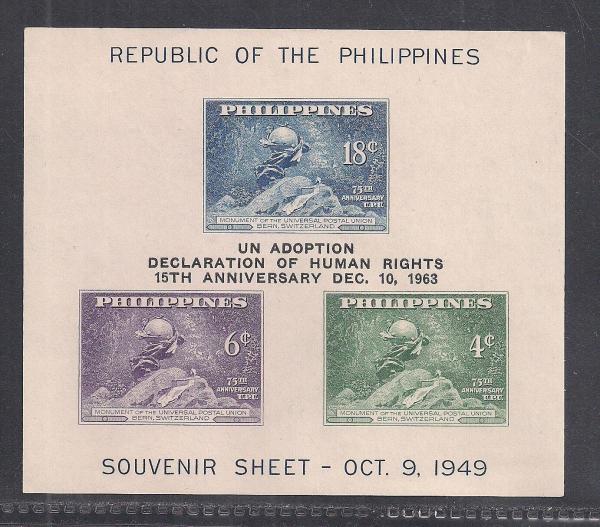 REPUBLIC OF THE PHILIPPINES
PHILIPPINES
18¢
75TH
ANNIVERSARY
U.P.U.
MONUMENT OF THE UNIVERSAL POSTAL UNION
BERN, SWITZERLAND
UN ADOPTION
DECLARATION OF HUMAN RIGHTS
15TH ANNIVERSARY DEC. 10, 1963
PHILIPPINES
6¢
75TH
ANNIVERSARY
U.P.U.
MONUMENT OF THE UNIVERSAL POSTAL UNION
BERN, SWITZERLAND
PHILIPPINES
4¢
75TH
ANNIVERSARY
U.P.U.
MONUMENT OF THE UNIVERSAL POSTAL UNION
BERN, SWITZERLAND
SOUVENIR SHEET - OCT. 9, 1949